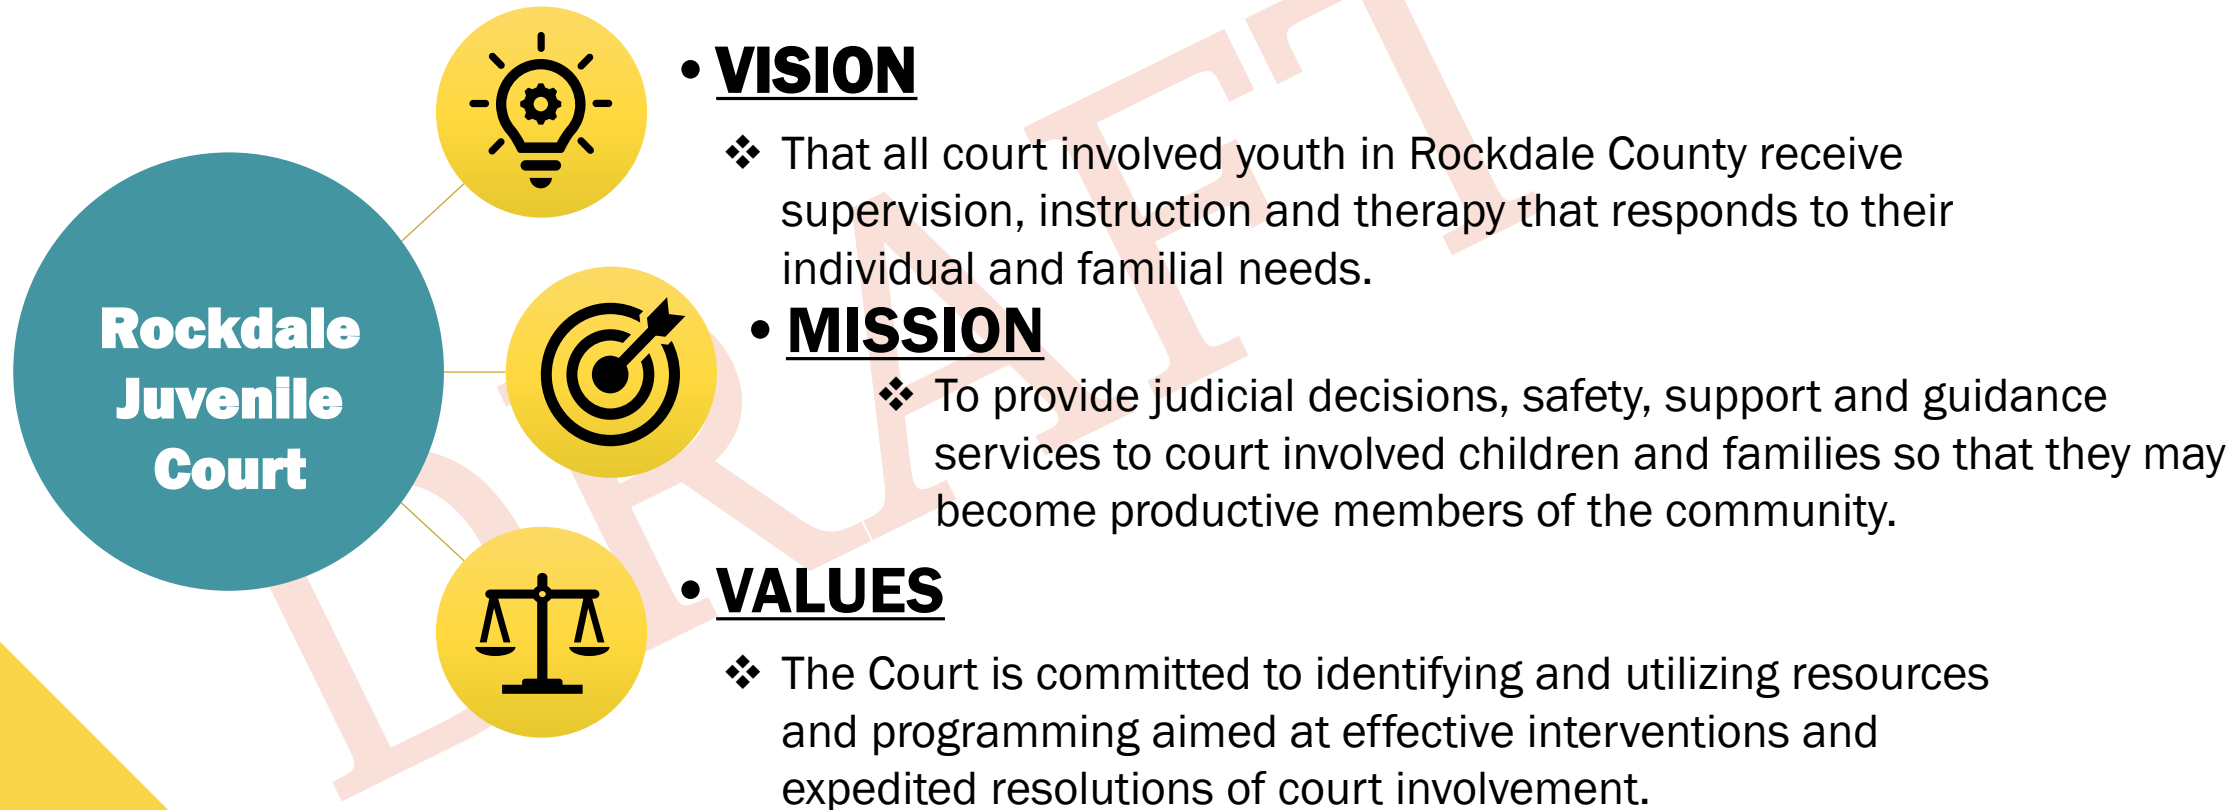 Rockdale
Juvenile
Court
• VISION
❖ That all court involved youth in Rockdale County receive
supervision, instruction and therapy that responds to their
individual and familial needs.
• MISSION
❖ To provide judicial decisions, safety, support and guidance
services to court involved children and families so that they may
become productive members of the community.
• VALUES
❖ The Court is committed to identifying and utilizing resources
and programming aimed at effective interventions and
expedited resolutions of court involvement.
DRAFT